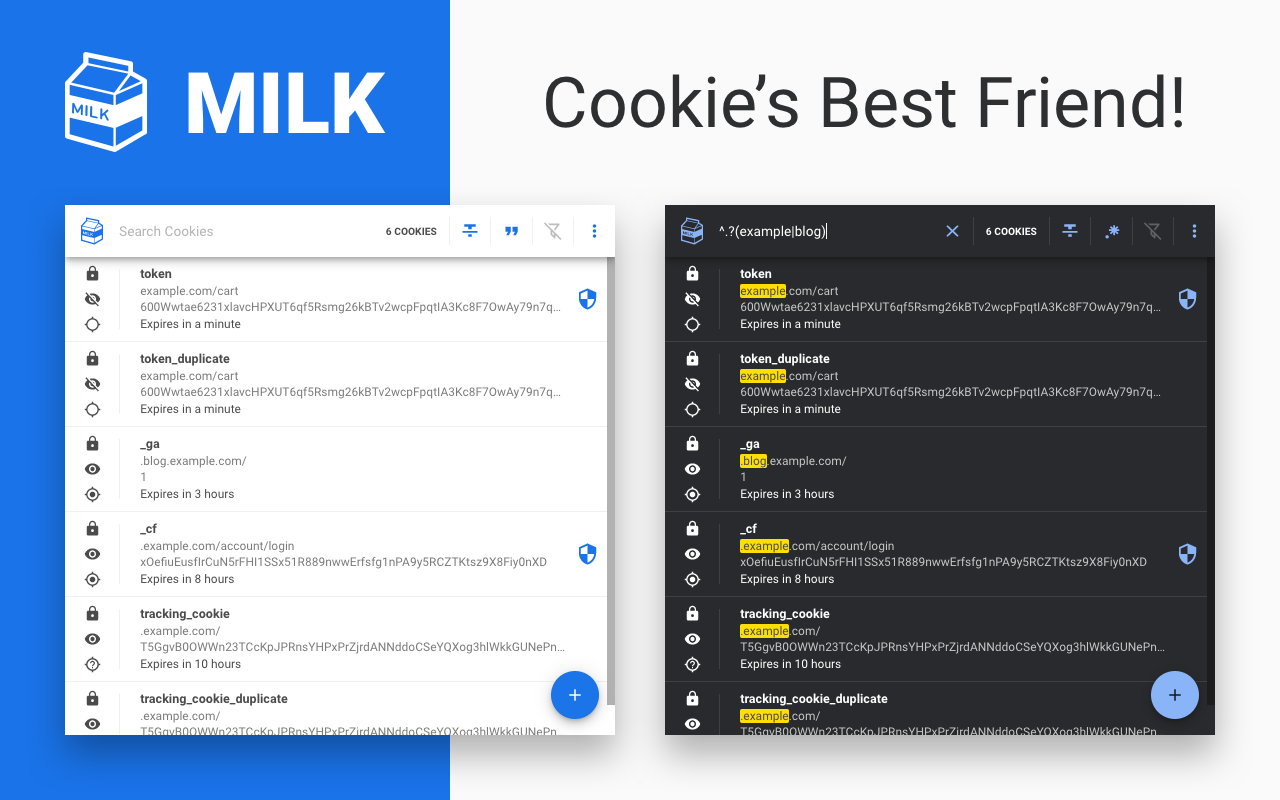 MILK
MILK
Cookie's Best Friend!
Search Cookies
6 COOKIES
token
example.com/cart
600Wwtae6231xlavcHPXUT6qf5Rsmg26kBTv2wcpFpqtIA3Kc8F7OwAy79n7q...
Expires in a minute
token_duplicate
example.com/cart
600Wwtae6231xlavcHPXUT6qf5Rsmg26kBTv2wcpFpqtIA3Kc8F7OwAy79n7q...
Expires in a minute
_ga
.blog.example.com/
1
Expires in 3 hours
_cf
.example.com/account/login
xOefiuEusfIrCuN5rFHI1SSx51R889nwwErfsfg1nPA9y5RCZTKtsz9X8Fiy0nXD
Expires in 8 hours
tracking_cookie
.example.com/
T5GgvB0OWWn23TCcKpJPRnsYHPxPrZjrdANNddoCSeYQXog3hlWkkGUNePn...
Expires in 10 hours
tracking_cookie_duplicate
.example.com/
T5GgvB0OWWn23TCcKpJPRnsYHPxPrZjrdANNddoCSeYQXog3hlWkkGUNePn
^.?(example|blog)
6 COOKIES
token
example.com/cart
600Wwtae6231xlavcHPXUT6qf5Rsmg26kBTv2wcpFpqtIA3Kc8F7OwAy79n7q...
Expires in a minute
token_duplicate
example.com/cart
600Wwtae6231xlavcHPXUT6qf5Rsmg26kBTv2wcpFpqtIA3Kc8F7OwAy79n7q...
Expires in a minute
_ga
.blog.example.com/
1
Expires in 3 hours
_cf
.example.com/account/login
xOefiuEusfIrCuN5rFHI1SSx51R889nwwErfsfg1nPA9y5RCZTKtsz9X8Fiy0nXD
Expires in 8 hours
tracking_cookie
.example.com/
T5GgvB0OWWn23TCcKpJPRnsYHPxPrZjrdANNddoCSeYQXog3hlWkkGUNePn...
Expires in 10 hours
tracking_cookie_duplicate
.example.com/
T5GgvB0OWWn23TCcKpJPRnsYHPxPrZjrdANNddoCSeYQXog3hlWkkGUNePn